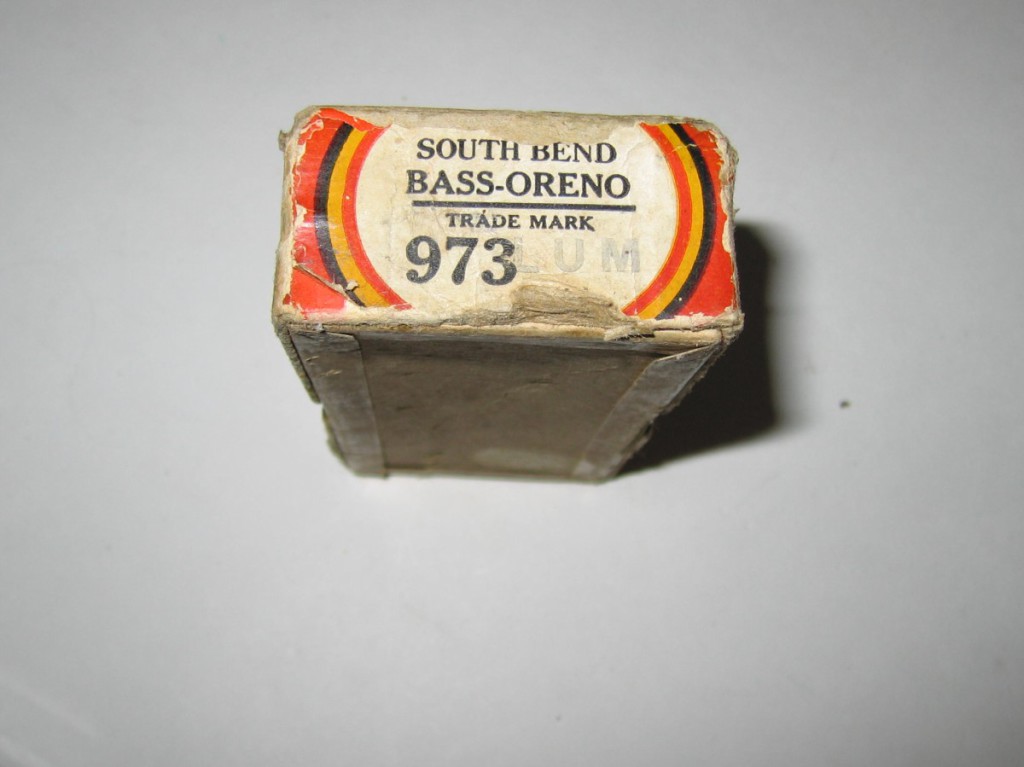 SOUTH BEND
BASS-ORENO
TRADE MARK
973 LUM